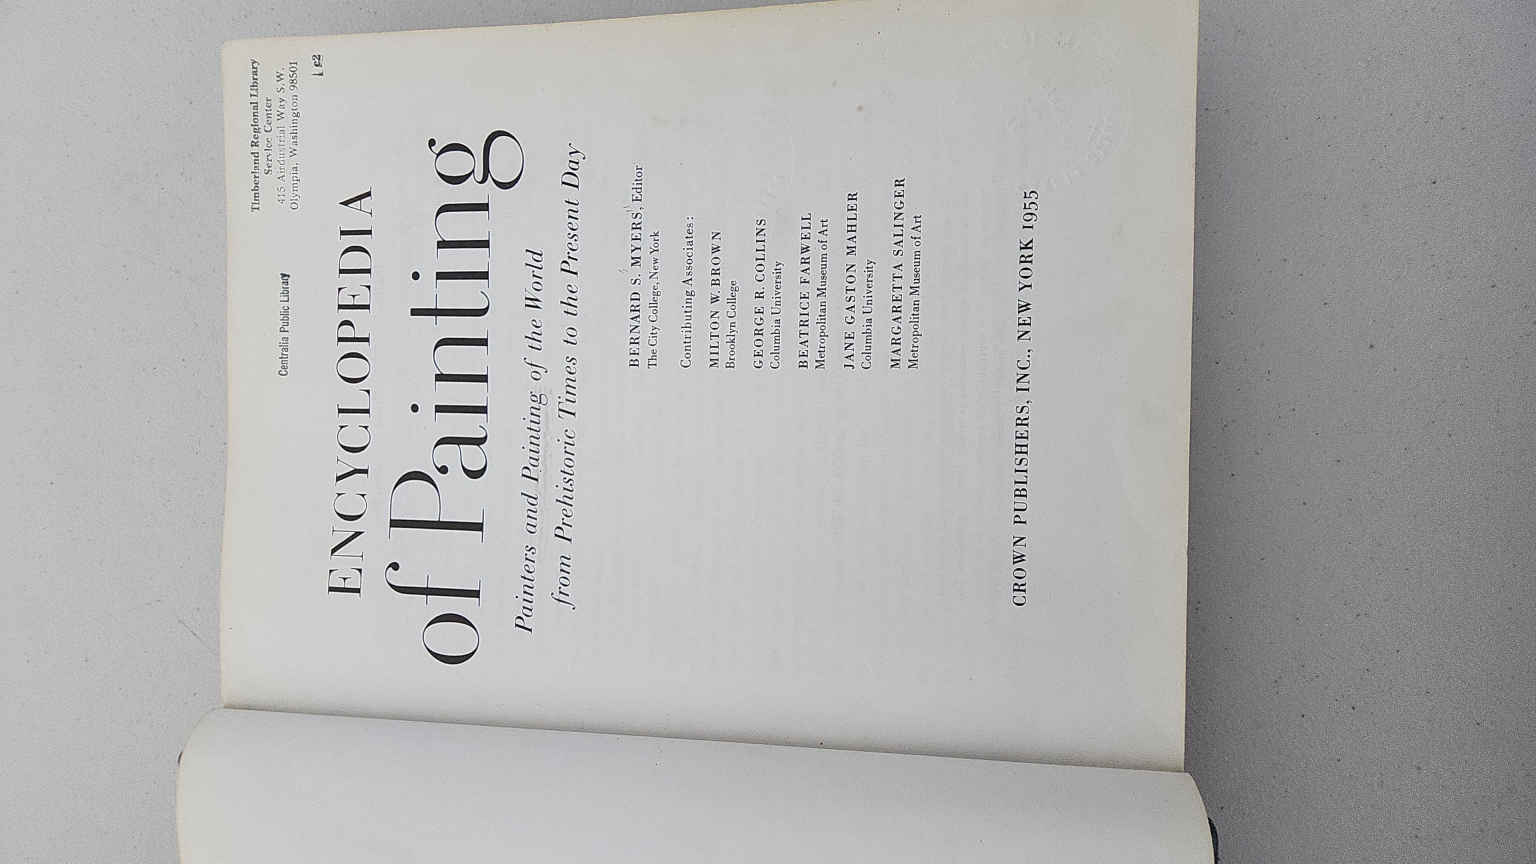 Timberland Regional Library
Service Center
415 Airdustrial Way S.W.
Olympia, Washington 98501
c2
Centralia Public Library
ENCYCLOPEDIA
of Painting
Painters and Painting of the World
from Prehistoric Times to the Present Day
BERNARD S. MYERS, Editor
The City College, New York
Contributing Associates:
MILTON W. BROWN
Brooklyn College
GEORGE R. COLLINS
Columbia University
BEATRICE FARWELL
Metropolitan Museum of Art
JANE GASTON MAHLER
Columbia University
MARGARETTA SALINGER
Metropolitan Museum of Art
CROWN PUBLISHERS, INC., NEW YORK 1955